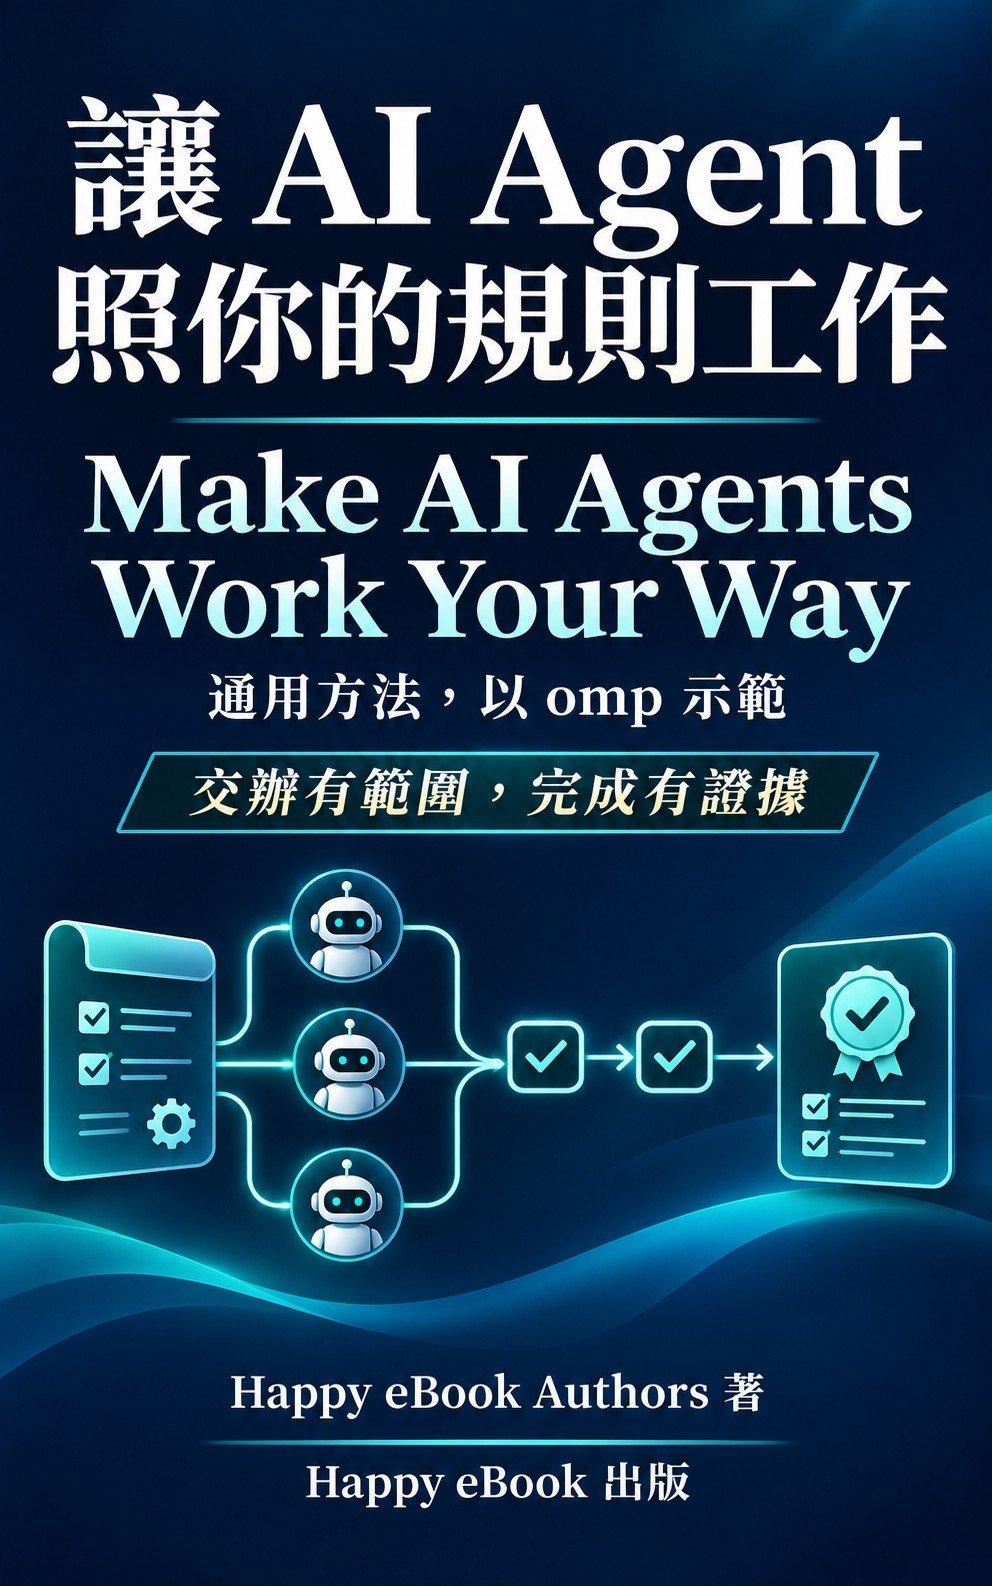 讓 AI Agent
照你的規則工作
Make AI Agents
Work Your Way
通用方法，以 omp 示範
交辦有範圍，完成有證據
Happy eBook Authors 著
Happy eBook 出版